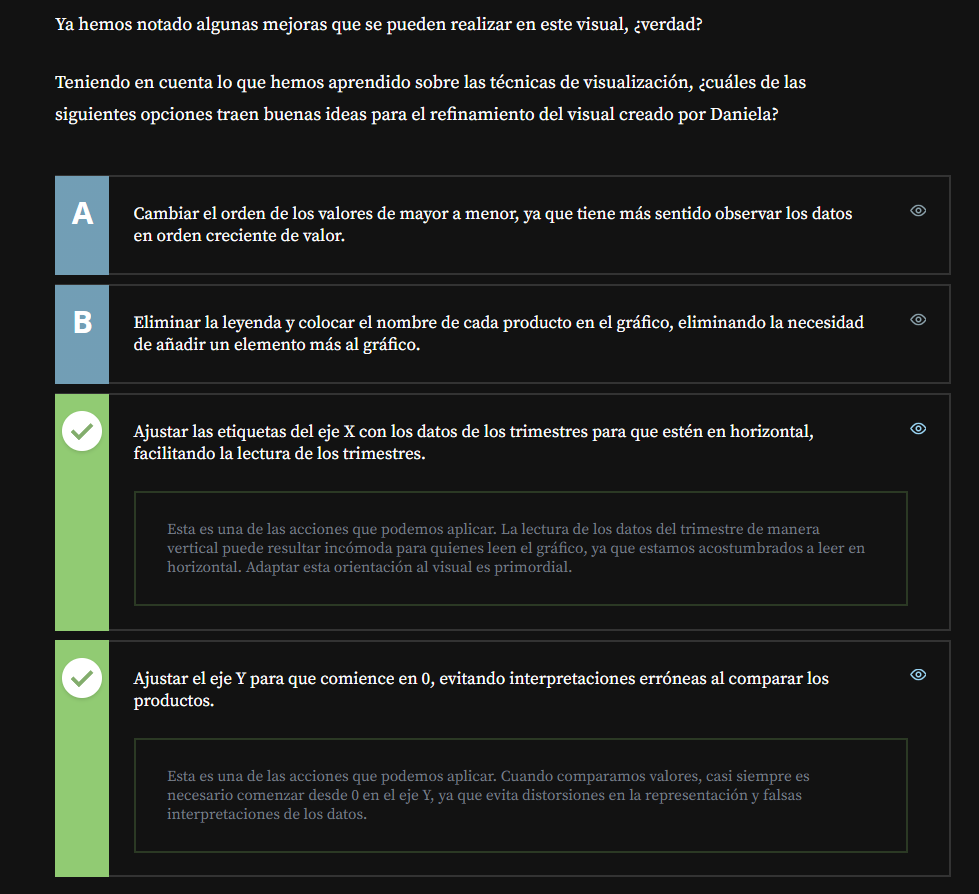 Ya hemos notado algunas mejoras que se pueden realizar en este visual, ¿verdad?
Teniendo en cuenta lo que hemos aprendido sobre las técnicas de visualización, ¿cuáles de las
siguientes opciones traen buenas ideas para el refinamiento del visual creado por Daniela?
A
Cambiar el orden de los valores de mayor a menor, ya que tiene más sentido observar los datos
en orden creciente de valor.
B
Eliminar la leyenda y colocar el nombre de cada producto en el gráfico, eliminando la necesidad
de añadir un elemento más al gráfico.
Ajustar las etiquetas del eje X con los datos de los trimestres para que estén en horizontal,
facilitando la lectura de los trimestres.
Esta es una de las acciones que podemos aplicar. La lectura de los datos del trimestre de manera
vertical puede resultar incómoda para quienes leen el gráfico, ya que estamos acostumbrados a leer en
horizontal. Adaptar esta orientación al visual es primordial.
Ajustar el eje Y para que comience en 0, evitando interpretaciones erróneas al comparar los
productos.
Esta es una de las acciones que podemos aplicar. Cuando comparamos valores, casi siempre es
necesario comenzar desde 0 en el eje Y, ya que evita distorsiones en la representación y falsas
interpretaciones de los datos.